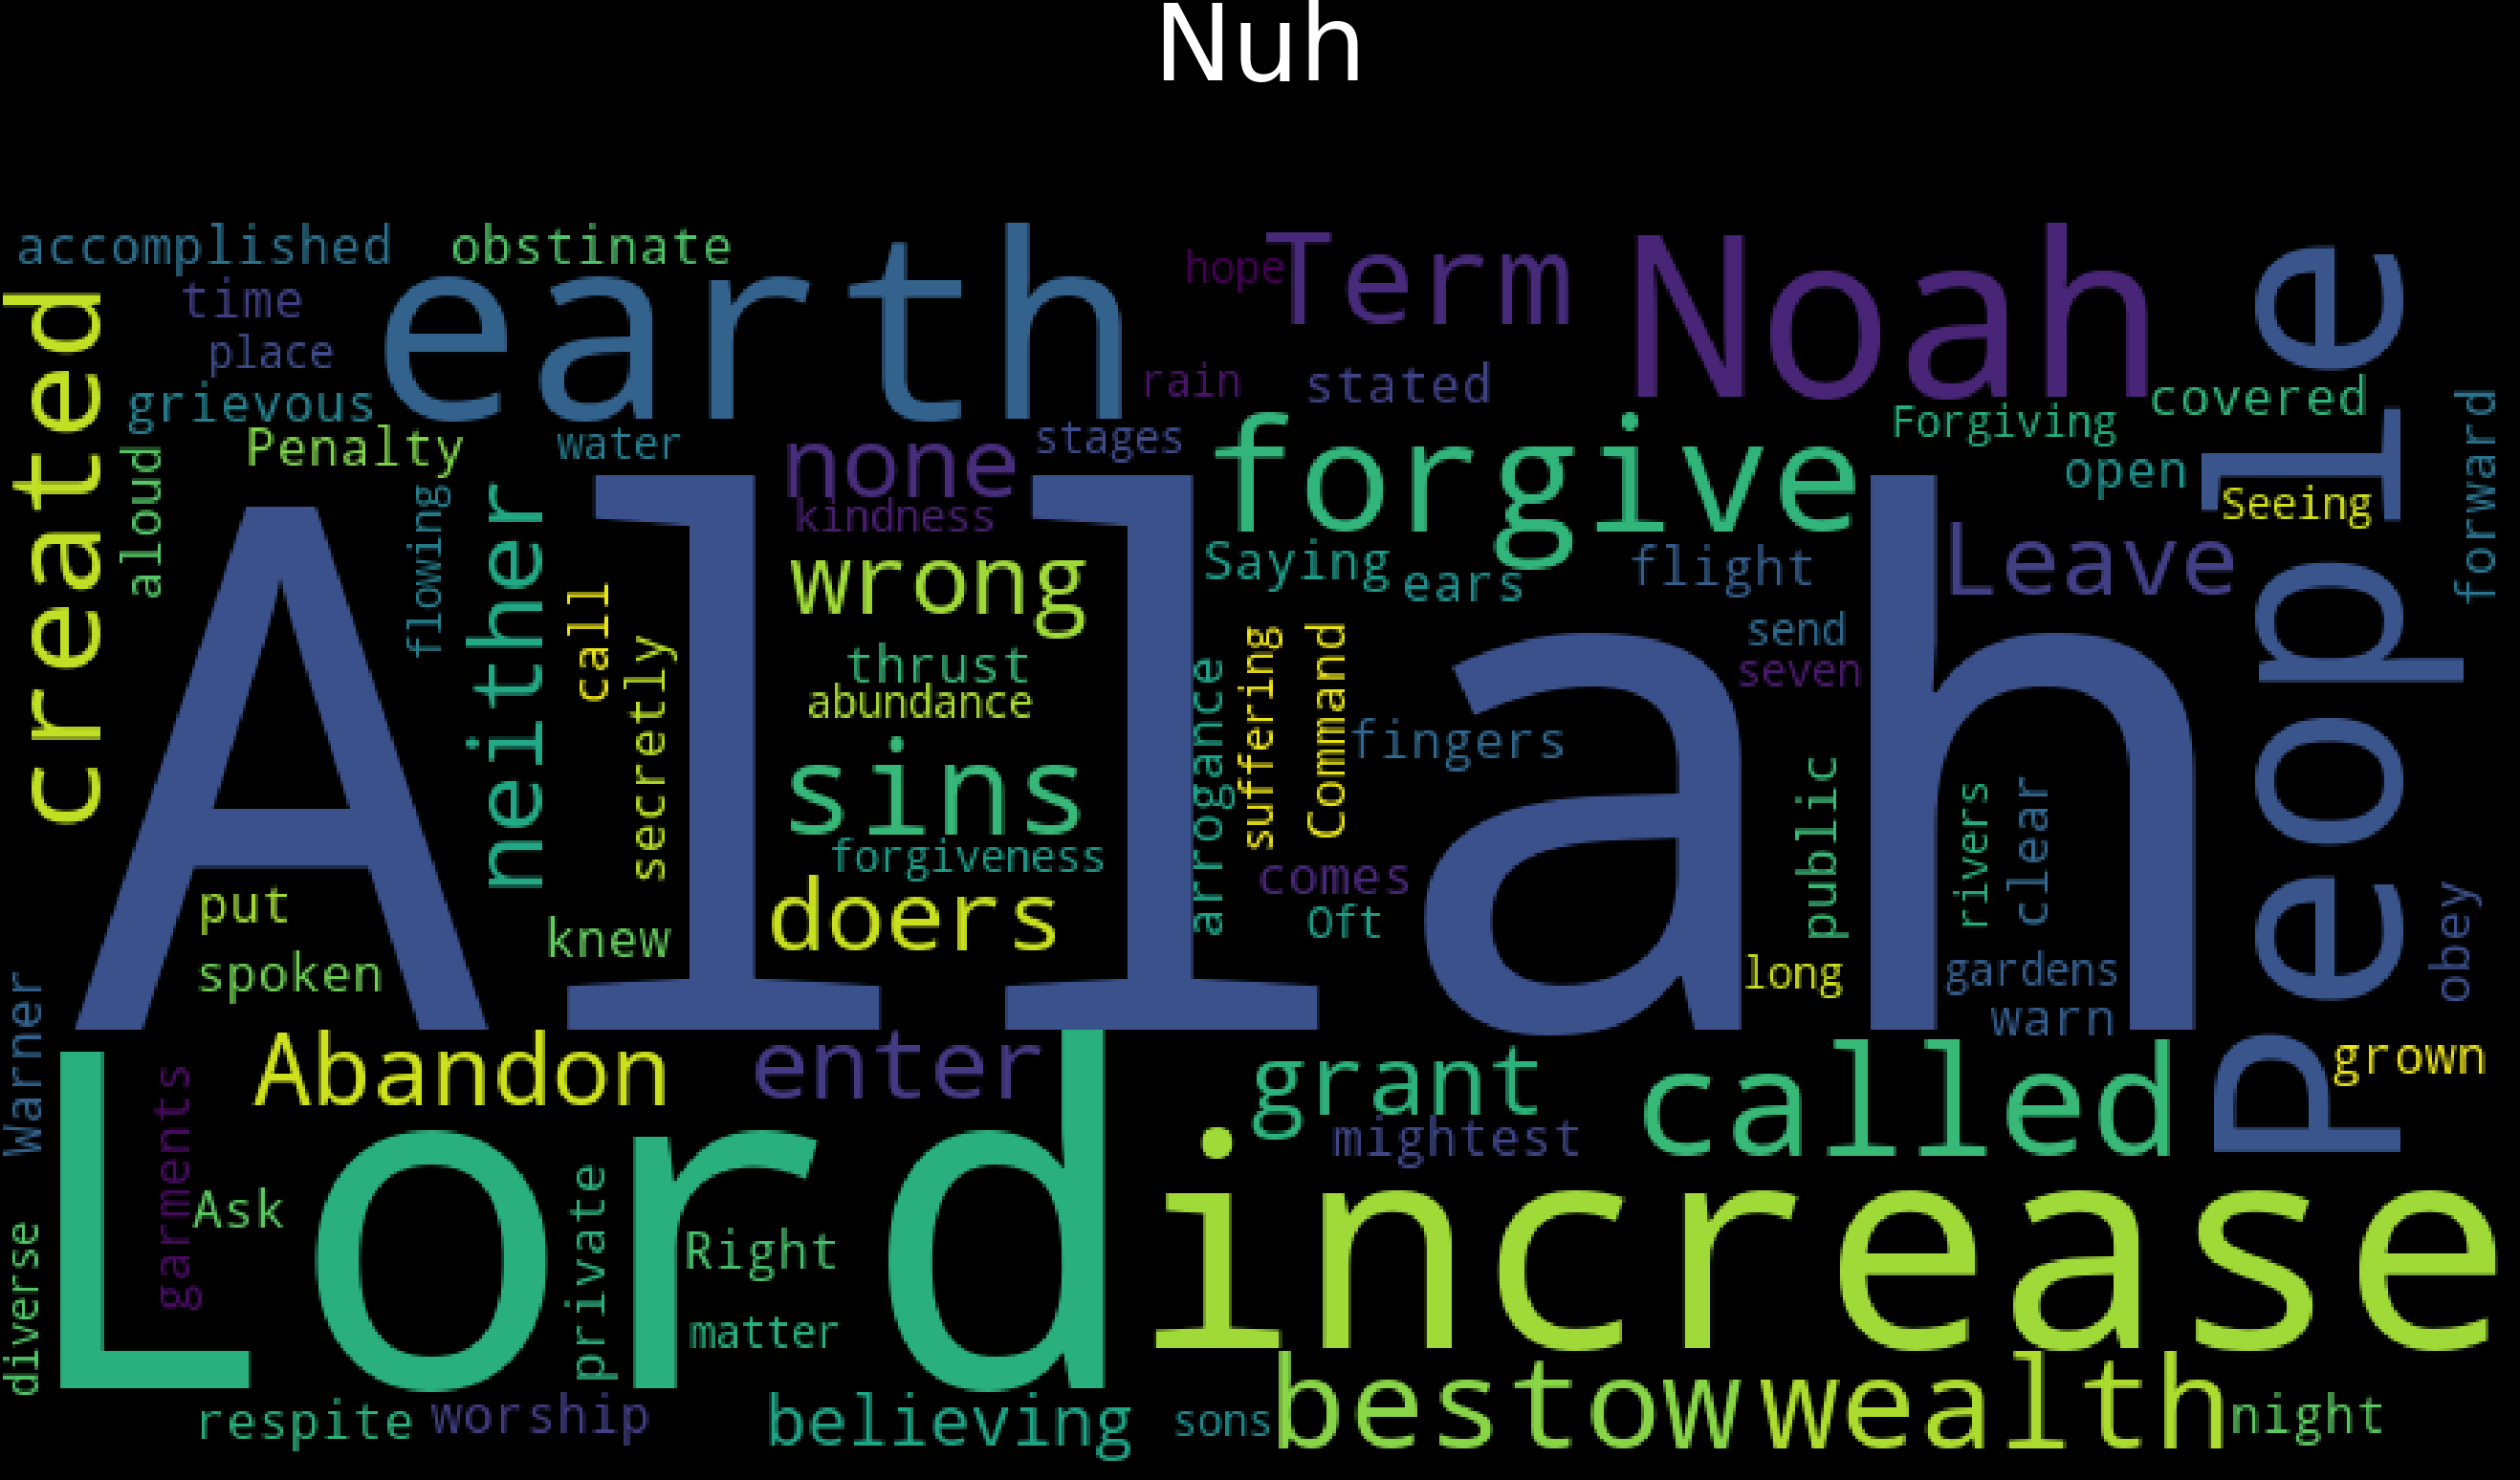 Nuh
accomplished
obstinate
earth
hope
Term
Noah
People
created
time
place
grievous
rain
stated
covered
Forgiving
forward
aloud
Penalty
water
none
stages
forgive
open
Seeing
flowing
neither
kindness
wrong
Saying
ears
flight
Leave
call
secretly
thrust
abundance
Allah
arrogance
suffering
Command
send
seven
fingers
sins
forgiveness
comes
Oft
public
rivers
clear
put
spoken
knew
doers
long
gardens
warn
obey
Warner
Abandon
enter
grant
mightest
called
grown
Lord
garments
Ask
private
Right
matter
increase
diverse
respite
worship
believing
sons
bestow
wealth
night